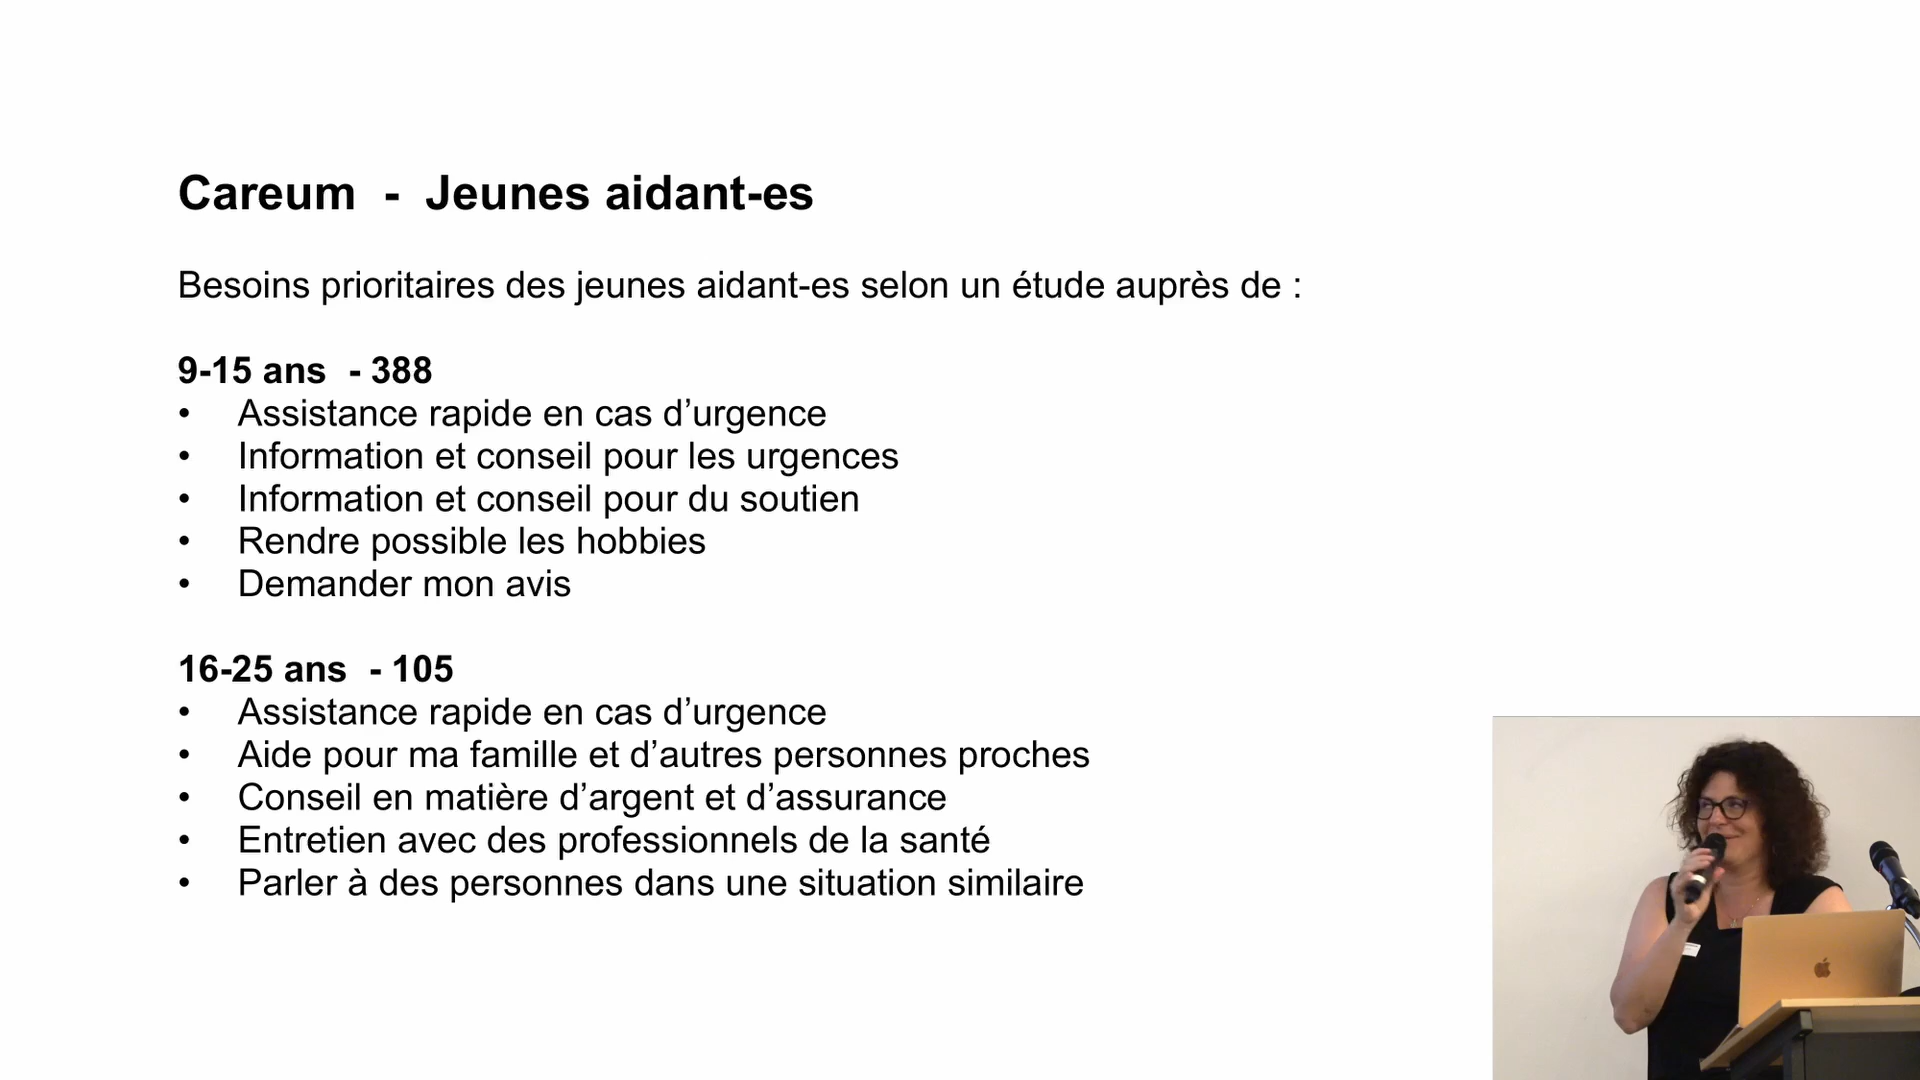 Careum - Jeunes aidant-es
Besoins prioritaires des jeunes aidant-es selon un étude auprès de :
9-15 ans - 388
• Assistance rapide en cas d’urgence
• Information et conseil pour les urgences
• Information et conseil pour du soutien
• Rendre possible les hobbies
• Demander mon avis
16-25 ans - 105
• Assistance rapide en cas d’urgence
• Aide pour ma famille et d’autres personnes proches
• Conseil en matière d’argent et d’assurance
• Entretien avec des professionnels de la santé
• Parler à des personnes dans une situation similaire